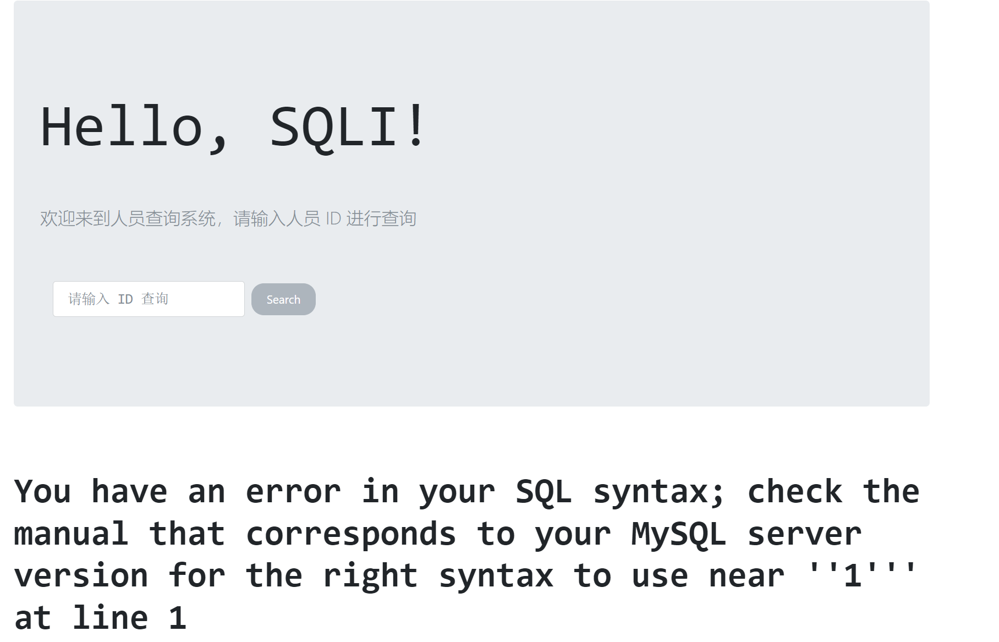 Hello, SQLI!
欢迎来到人员查询系统，请输入人员 ID 进行查询
请输入 ID 查询
Search
You have an error in your SQL syntax; check the
manual that corresponds to your MySQL server
version for the right syntax to use near ''1'''
at line 1